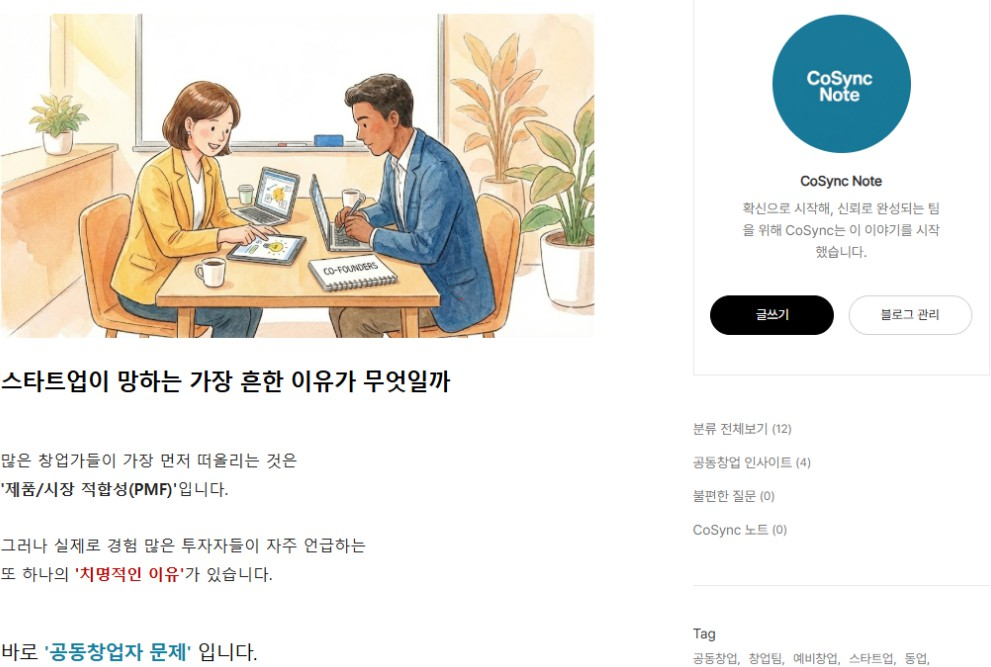 CO-FOUNDERS
스타트업이 망하는 가장 흔한 이유가 무엇일까
많은 창업가들이 가장 먼저 떠올리는 것은
'제품/시장 적합성(PMF)'입니다.
그러나 실제로 경험 많은 투자자들이 자주 언급하는
또 하나의 '치명적인 이유'가 있습니다.
바로 '공동창업자 문제' 입니다.
CoSync
Note
CoSync Note
확신으로 시작해, 신뢰로 완성되는 팀
을 위해 CoSync는 이 이야기를 시작
했습니다.
글쓰기
블로그 관리
분류 전체보기 (12)
공동창업 인사이트 (4)
불편한 질문 (0)
CoSync 노트 (0)
Tag
공동창업, 창업팀, 예비창업, 스타트업, 동업,